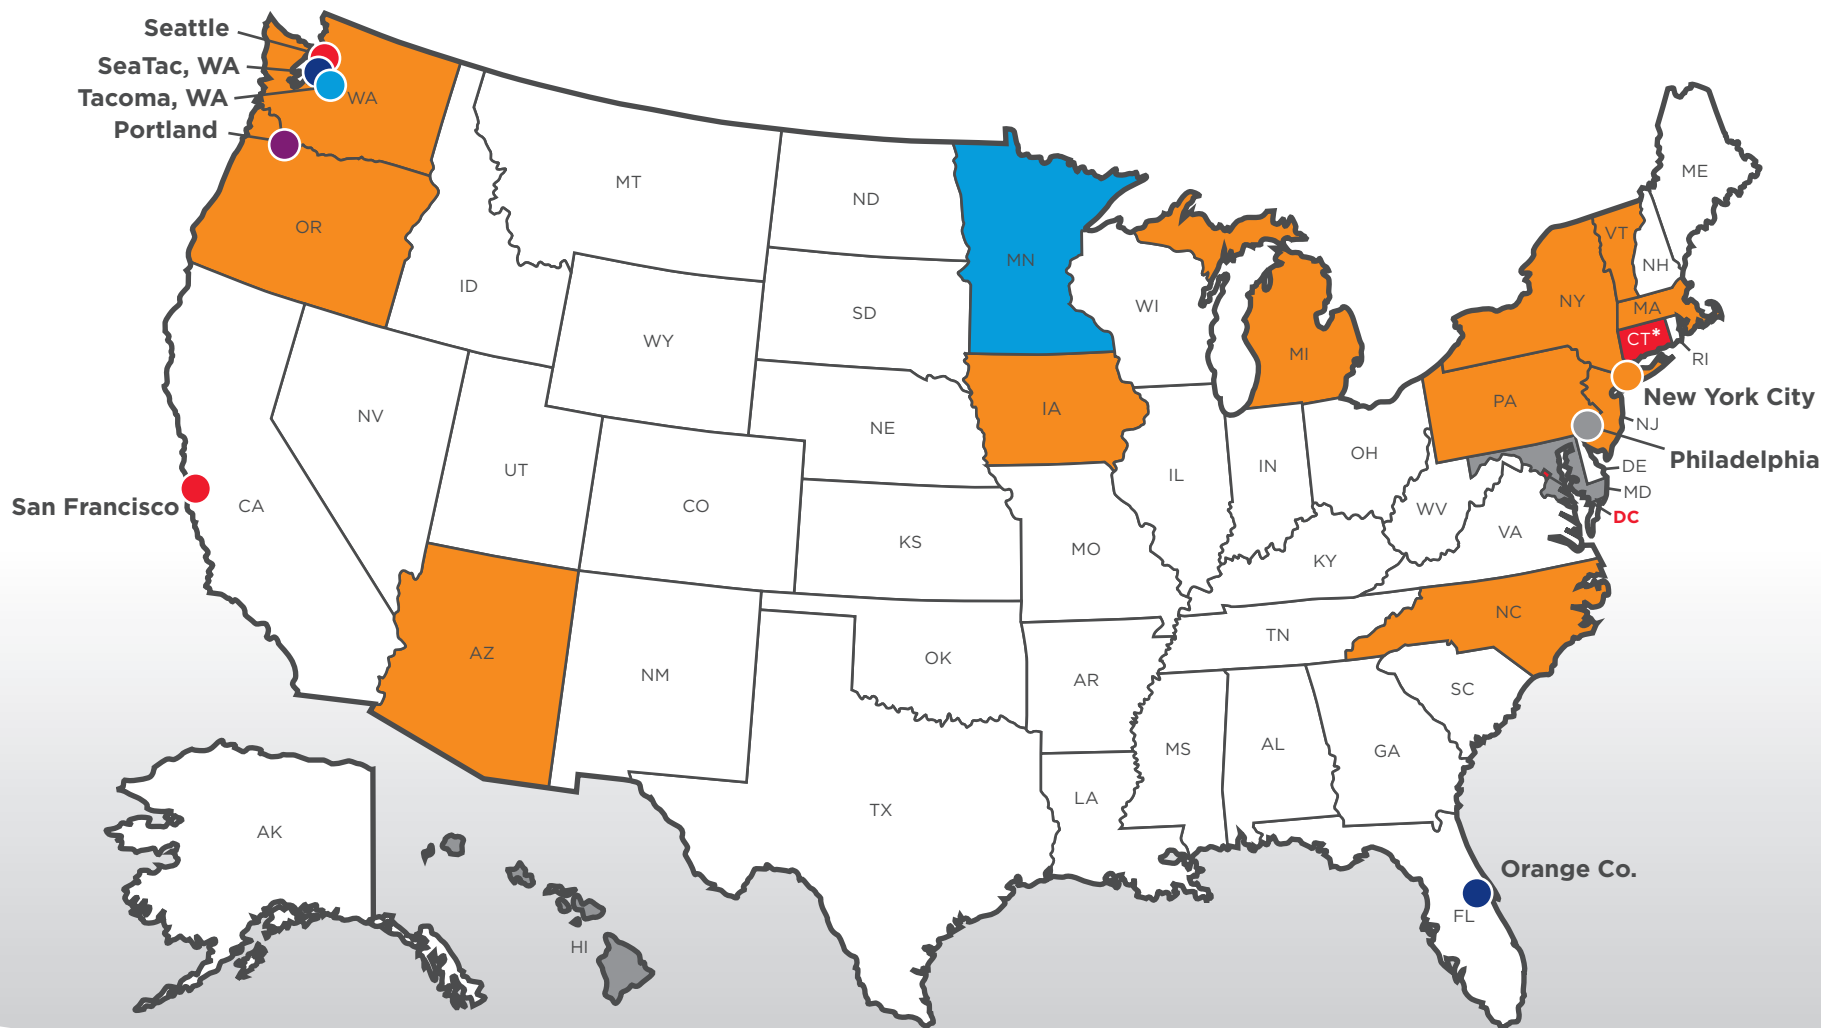 Seattle
SeaTac, WA
Tacoma, WA
Portland
WA
OR
MT
ID
ND
SD
MN
WI
WY
NV
UT
CO
NE
IA
MI
ME
VT
NH
NY
MA
CT*
RI
New York City
PA
NJ
Philadelphia
DE
MD
DC
San Francisco
CA
IL
IN
OH
WV
VA
KS
MO
KY
AZ
NM
OK
AR
TN
NC
SC
TX
LA
MS
AL
GA
Orange Co.
FL
AK
HI